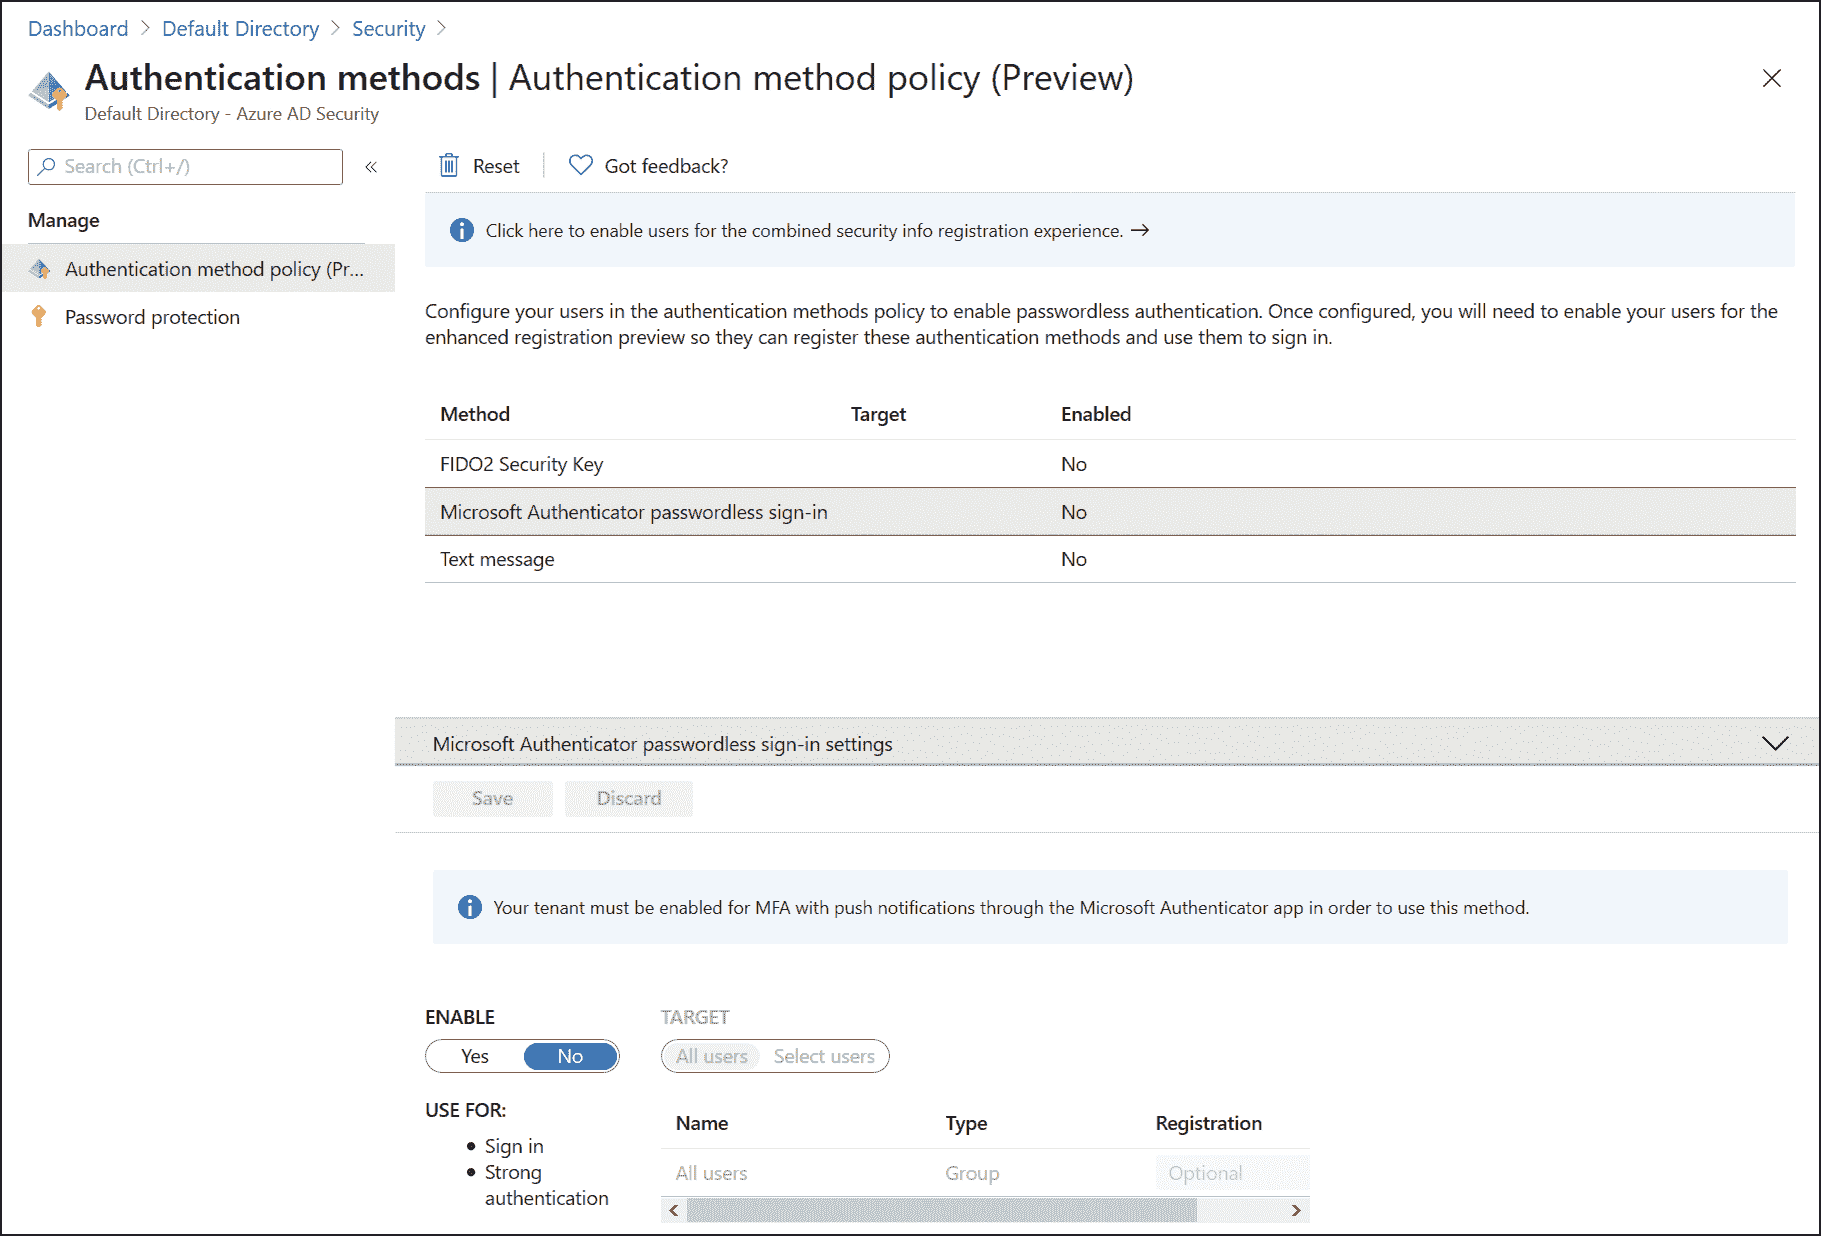 Dashboard > Default Directory > Security >
Authentication methods | Authentication method policy (Preview)
Default Directory - Azure AD Security
Search (Ctrl+/)
«
Reset
Got feedback?
Manage
Authentication method policy (Pr...
Password protection
Click here to enable users for the combined security info registration experience. →
Configure your users in the authentication methods policy to enable passwordless authentication. Once configured, you will need to enable your users for the
enhanced registration preview so they can register these authentication methods and use them to sign in.
Method Target Enabled
FIDO2 Security Key No
Microsoft Authenticator passwordless sign-in No
Text message No
Microsoft Authenticator passwordless sign-in settings
Save Discard
Your tenant must be enabled for MFA with push notifications through the Microsoft Authenticator app in order to use this method.
ENABLE TARGET
Yes No All users Select users
USE FOR:
• Sign in
• Strong
authentication
Name Type Registration
All users Group Optional